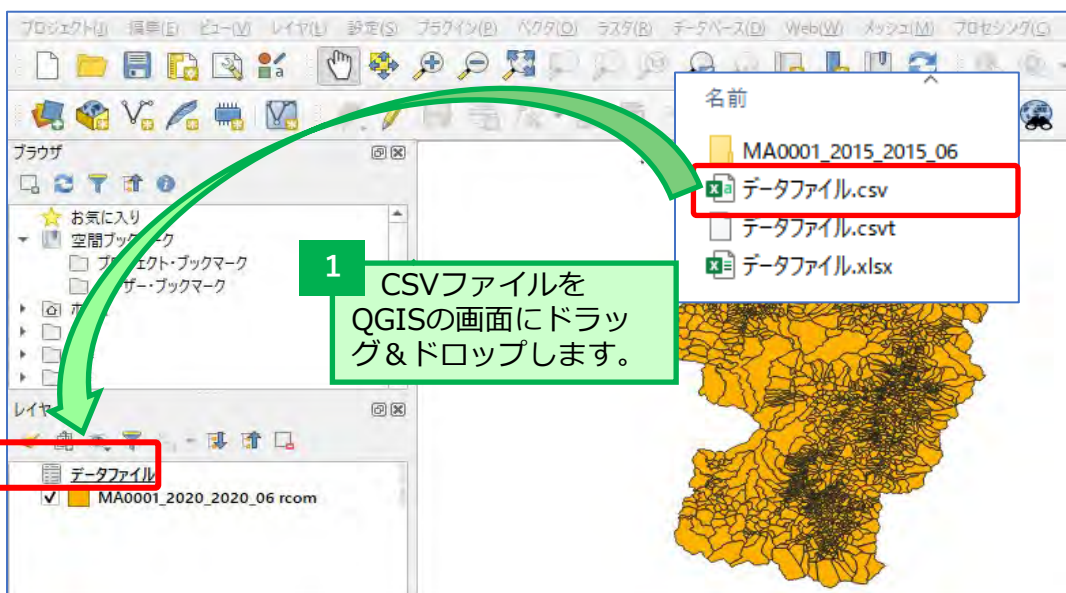 プロジェクト(J) 編集(E) ビュー(V) レイヤ(L) 設定(S) プラグイン(P) ベクタ(O) ラスタ(R) データベース(D) Web(W) メッシュ(M) プロセシング(C)
名前
MA0001_2015_2015_06
データファイル.csv
データファイル.csvt
データファイル.xlsx
ブラウザ
お気に入り
空間ブックマーク
プロジェクト・ブックマーク
ユーザー・ブックマーク
1
CSVファイルを
QGISの画面にドラッ
グ&ドロップします。
レイヤ
データファイル
MA0001_2020_2020_06 rcom